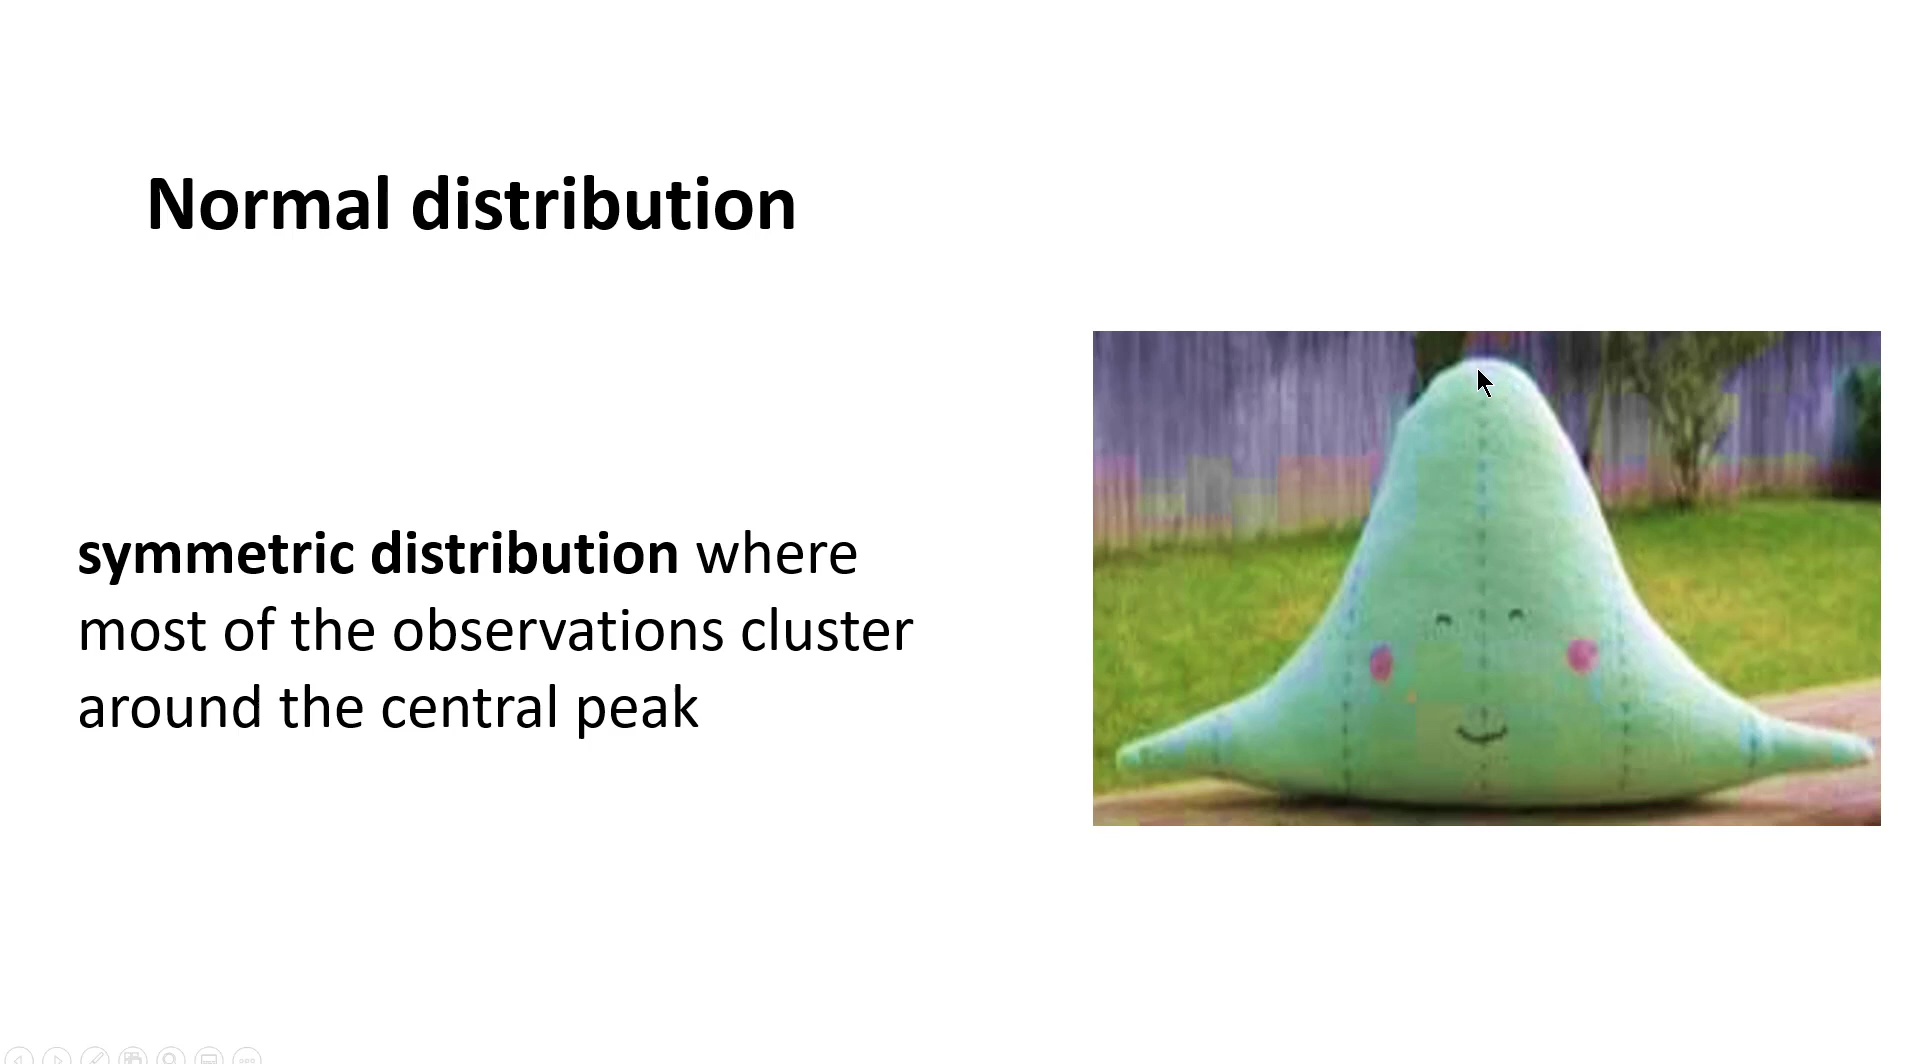 Normal distribution
symmetric distribution where
most of the observations cluster
around the central peak